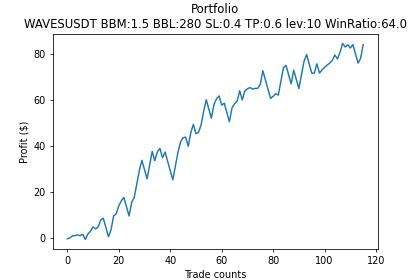 Portfolio
WAVESUSDT BBM:1.5 BBL:280 SL:0.4 TP:0.6 lev:10 WinRatio:64.0
80
60
40
20
0
Profit ($)
0 20 40 60 80 100 120
Trade counts